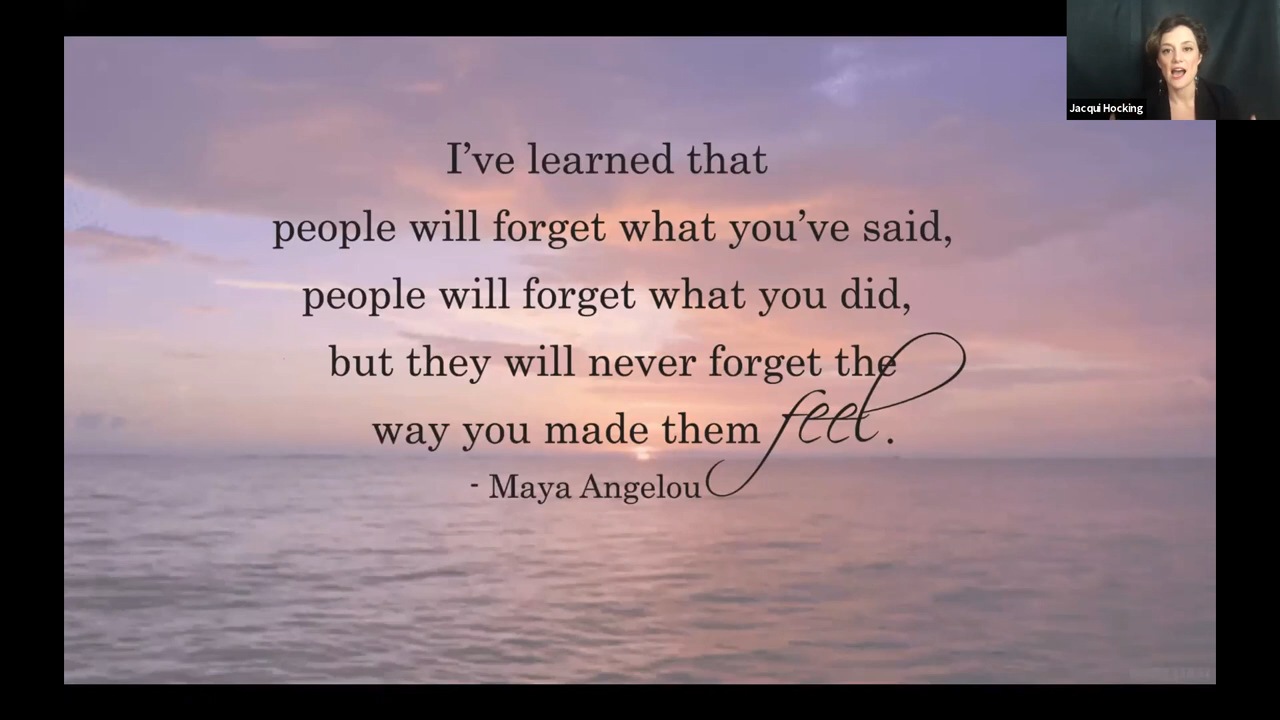 Jacqui Hocking
I've learned that
people will forget what you've said,
people will forget what you did,
but they will never forget the
way you made them feel.
- Maya Angelou